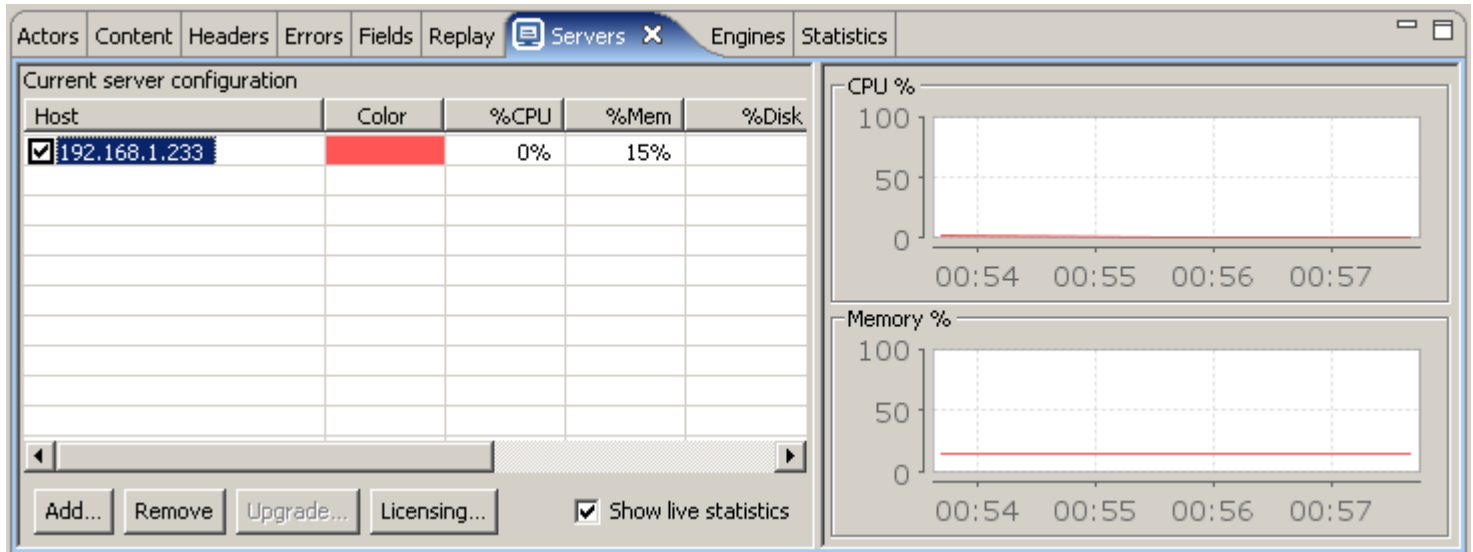 Actors Content Headers Errors Fields Replay Servers Engines Statistics
Current server configuration
Host Color %CPU %Mem %Disk
192.168.1.233 0% 15%
Add... Remove Upgrade... Licensing... Show live statistics
CPU %
100
50
0
00:54 00:55 00:56 00:57
Memory %
100
50
0
00:54 00:55 00:56 00:57